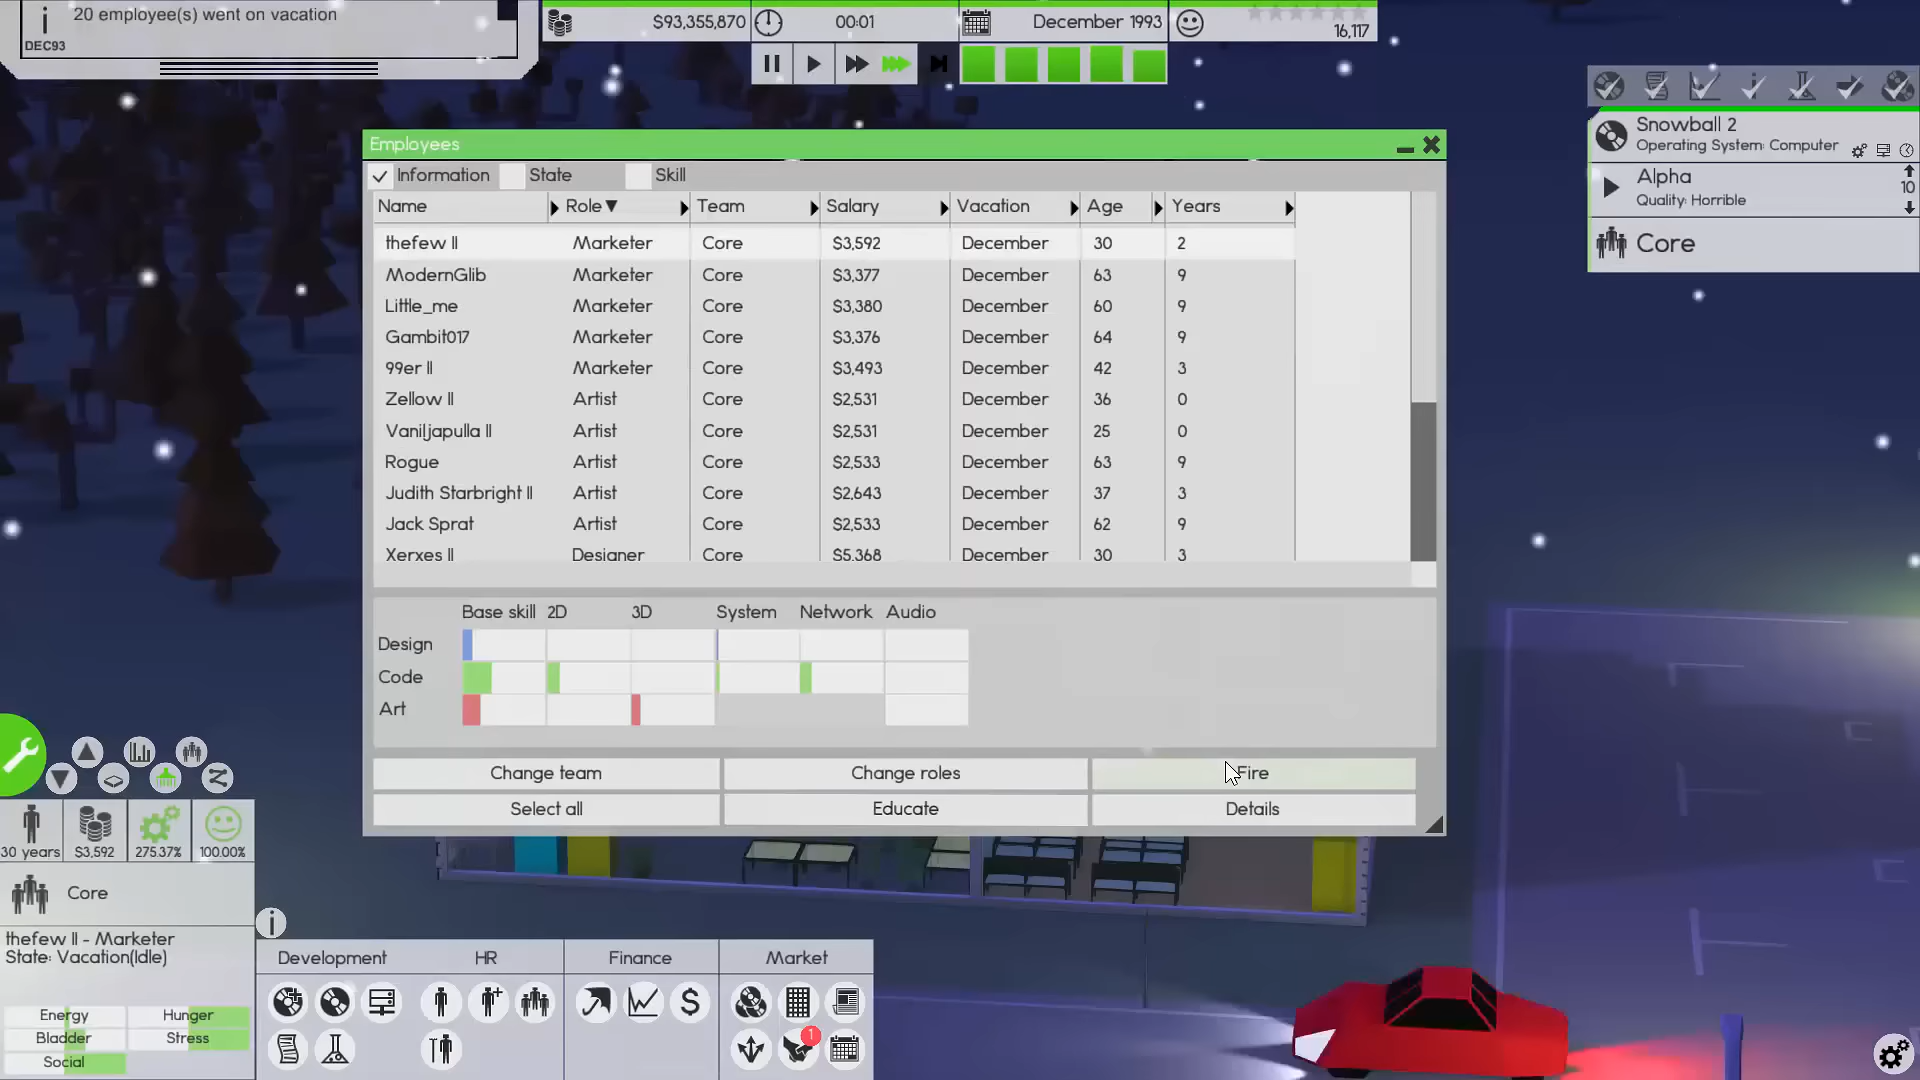 20 employee(s) went on vacation
DEC93
$93,355,870
00:01
December 1993
16,117
Snowball 2
Operating System: Computer
Alpha
Quality: Horrible
10
Core
Employees
Information State Skill
Name Role Team Salary Vacation Age Years
thefew II Marketer Core $3,592 December 30 2
ModernGlib Marketer Core $3,377 December 63 9
Little_me Marketer Core $3,380 December 60 9
Gambit017 Marketer Core $3,376 December 64 9
99er II Marketer Core $3,493 December 42 3
Zellow II Artist Core $2,531 December 36 0
Vaniljapulla II Artist Core $2,531 December 25 0
Rogue Artist Core $2,533 December 63 9
Judith Starbright II Artist Core $2,643 December 37 3
Jack Sprat Artist Core $2,533 December 62 9
Xerxes II Designer Core $5,368 December 30 3
Base skill 2D 3D System Network Audio
Design
Code
Art
Change team Change roles Fire
Select all Educate Details
30 years $3,592 275.37% 100.00%
Core
thefew II - Marketer
State: Vacation(Idle)
Energy Hunger
Bladder Stress
Social
Development HR Finance Market
1